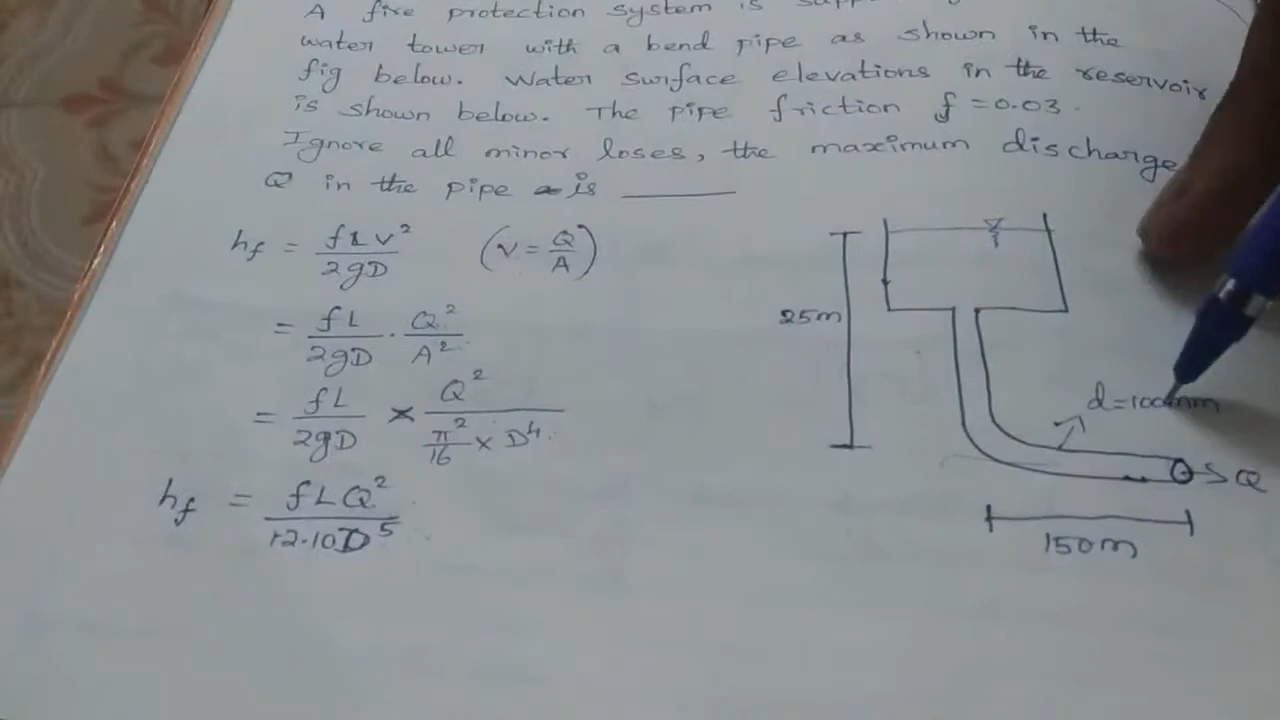 A fire protection system is
water tower with a bend pipe as shown in the
fig below. Water surface elevations in the reservoir
is shown below. The pipe friction f = 0.03.
Ignore all minor loses, the maximum discharge
Q in the pipe is ______
hf = fLv² / 2gD (v = Q/A)
= fL / 2gD · Q² / A²
= fL / 2gD × Q² / (π²/16 × D⁴)
hf = fLQ² / 12.10D⁵
25m
d=100mm
Q
150m